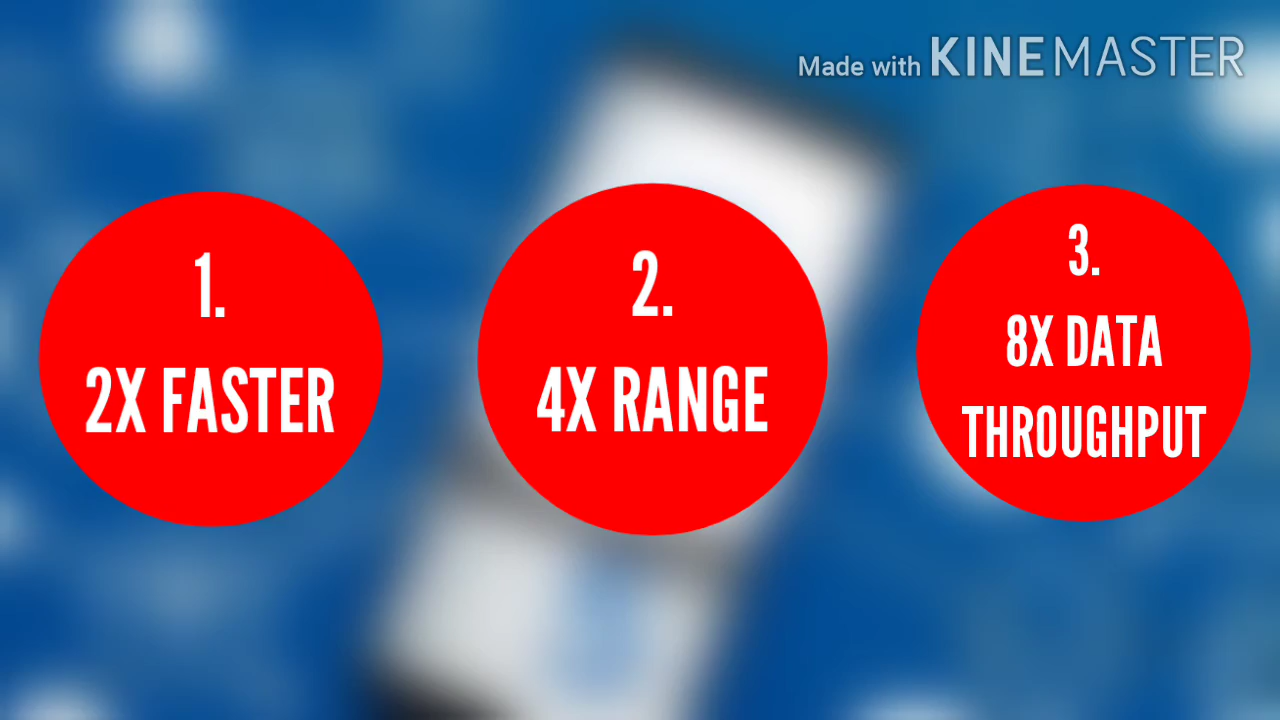 Made with KINEMASTER
1.
2X FASTER
2.
4X RANGE
3.
8X DATA
THROUGHPUT